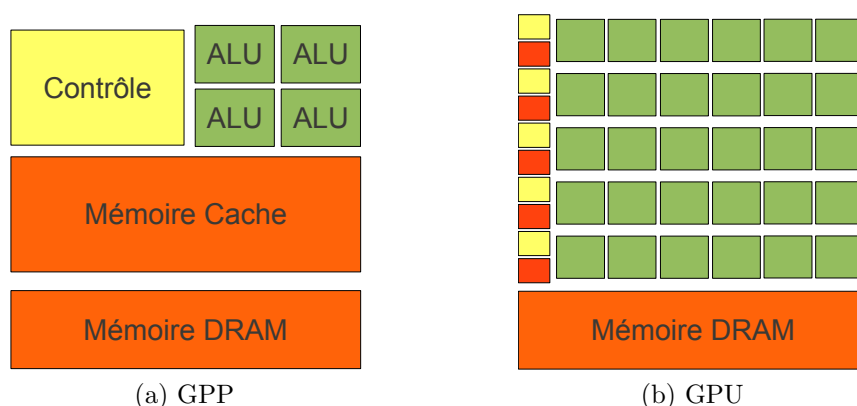 Contrôle
ALU ALU
ALU ALU
Mémoire Cache
Mémoire DRAM
(a) GPP
Mémoire DRAM
(b) GPU